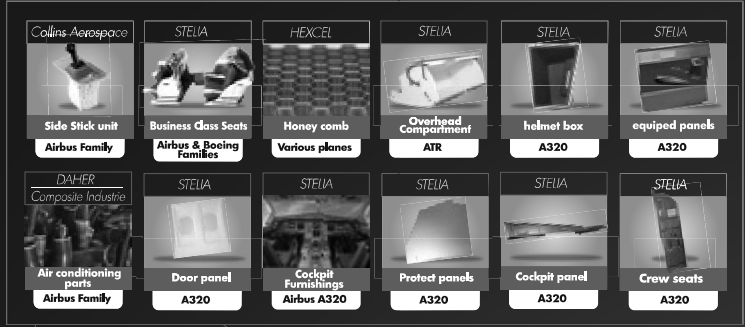 Collins Aerospace
Side Stick unit
Airbus Family
STELIA
Business Class Seats
Airbus & Boeing
Families
HEXCEL
Honey comb
Various planes
STELIA
Overhead
Compartment
ATR
STELIA
helmet box
A320
STELIA
equiped panels
A320
DAHER
Composite Industrie
Air conditioning
parts
Airbus Family
STELIA
Door panel
A320
STELIA
Cockpit
Furnishings
Airbus A320
STELIA
Protect panels
A320
STELIA
Cockpit panel
A320
STELIA
Crew seats
A320